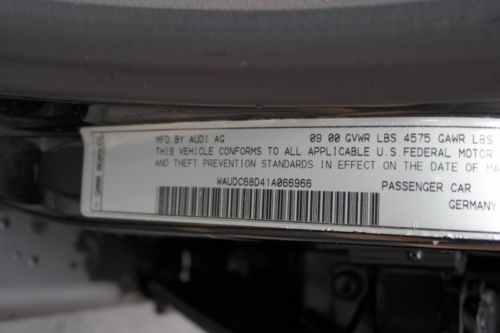 MFD BY AUDI AG 09 00 GVWR LBS 4575 GAWR LBS
THIS VEHICLE CONFORMS TO ALL APPLICABLE U.S. FEDERAL MOTOR
AND THEFT PREVENTION STANDARDS IN EFFECT ON THE DATE OF MA
WAUDC68D41A066966
PASSENGER CAR
GERMANY